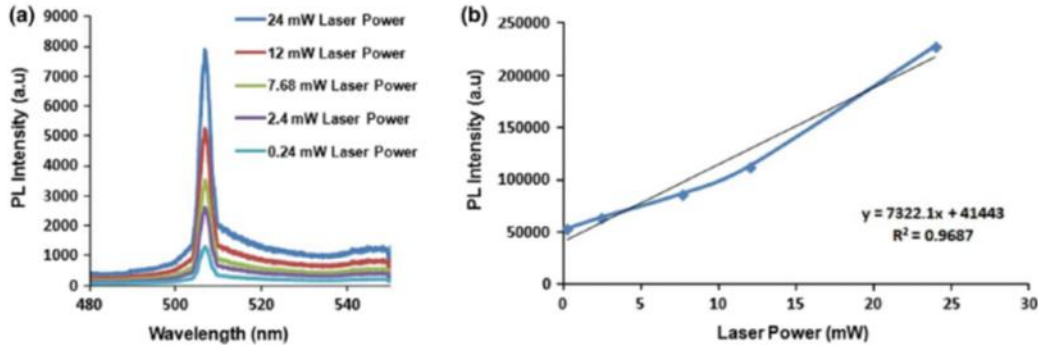 (a)
9000
8000
7000
6000
5000
4000
3000
2000
1000
0
PL Intensity (a.u)
24 mW Laser Power
12 mW Laser Power
7.68 mW Laser Power
2.4 mW Laser Power
0.24 mW Laser Power
480 500 520 540
Wavelength (nm)
(b)
250000
200000
150000
100000
50000
0
PL Intensity (a.u)
y = 7322.1x + 41443
R² = 0.9687
0 5 10 15 20 25 30
Laser Power (mW)